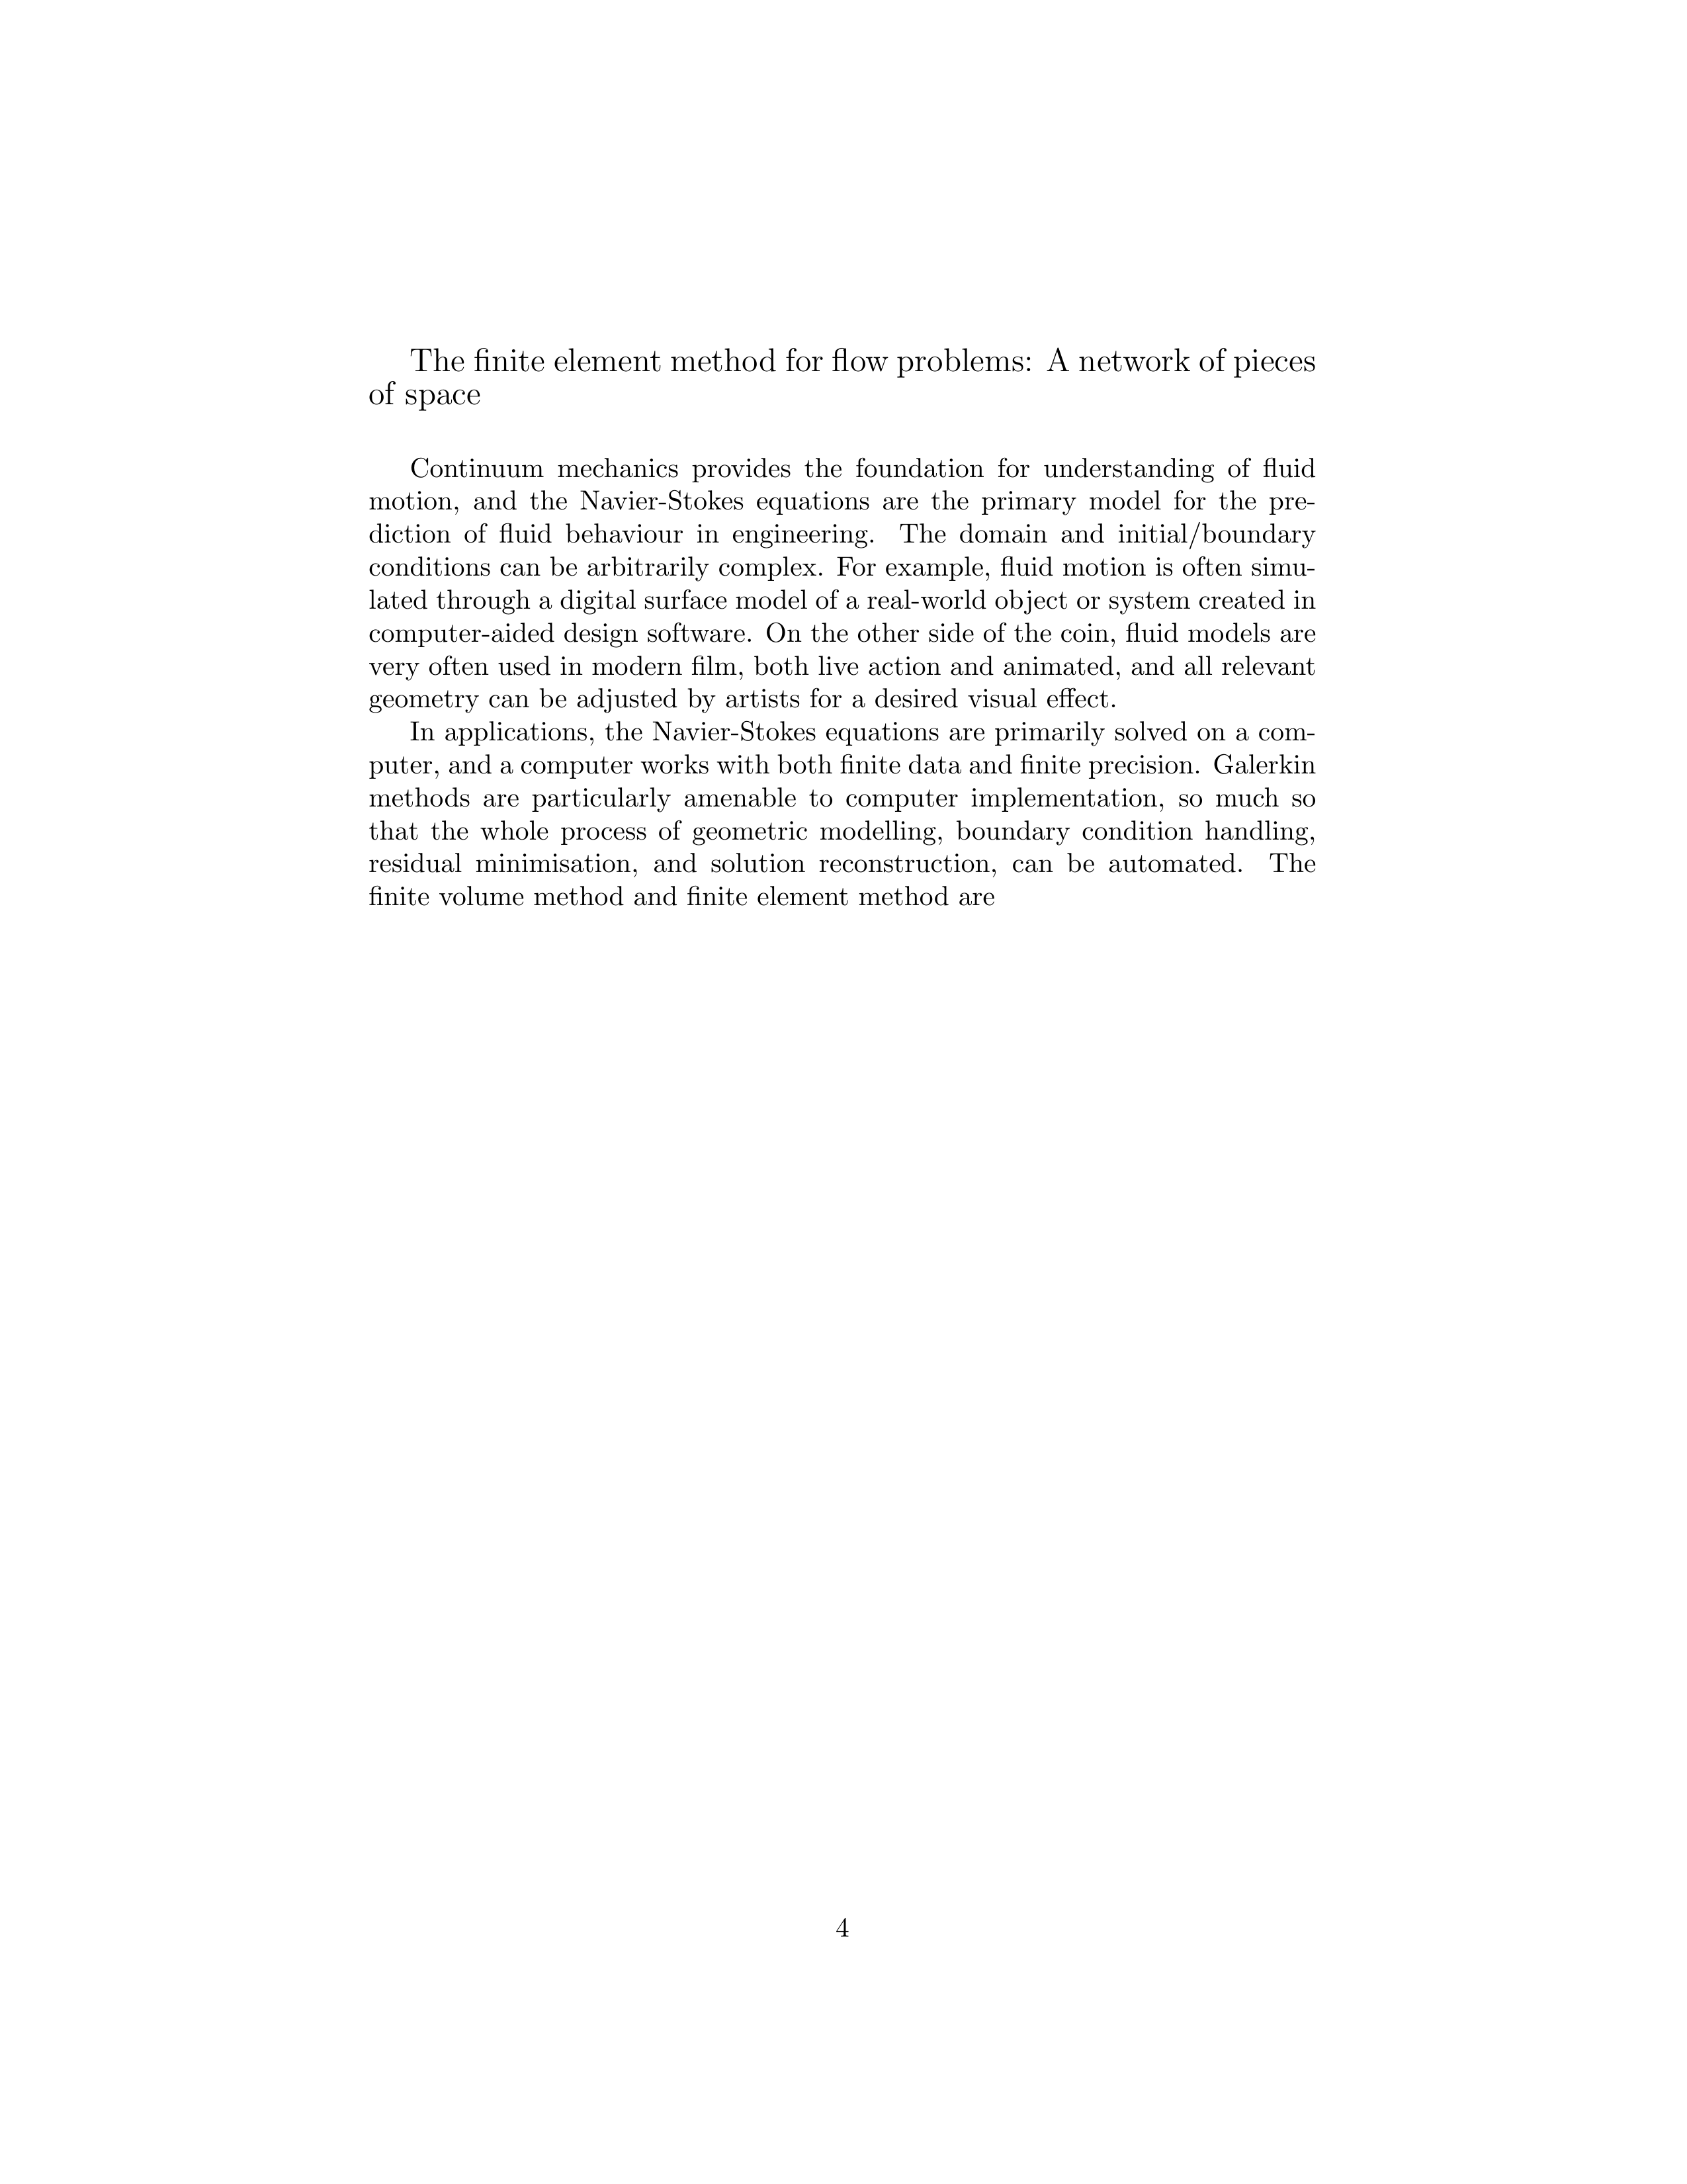 The finite element method for flow problems: A network of pieces
of space
Continuum mechanics provides the foundation for understanding of fluid
motion, and the Navier-Stokes equations are the primary model for the pre-
diction of fluid behaviour in engineering. The domain and initial/boundary
conditions can be arbitrarily complex. For example, fluid motion is often simu-
lated through a digital surface model of a real-world object or system created in
computer-aided design software. On the other side of the coin, fluid models are
very often used in modern film, both live action and animated, and all relevant
geometry can be adjusted by artists for a desired visual effect.
In applications, the Navier-Stokes equations are primarily solved on a com-
puter, and a computer works with both finite data and finite precision. Galerkin
methods are particularly amenable to computer implementation, so much so
that the whole process of geometric modelling, boundary condition handling,
residual minimisation, and solution reconstruction, can be automated. The
finite volume method and finite element method are
4